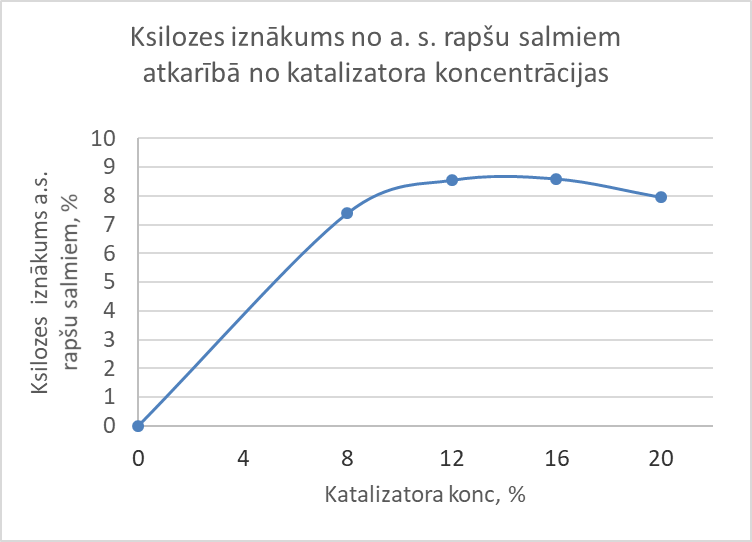 Ksilozes iznākums no a. s. rapšu salmiem
atkarībā no katalizatora koncentrācijas
Ksilozes iznākums a.s.
rapšu salmiem, %
10
9
8
7
6
5
4
3
2
1
0
0 4 8 12 16 20
Katalizatora konc, %